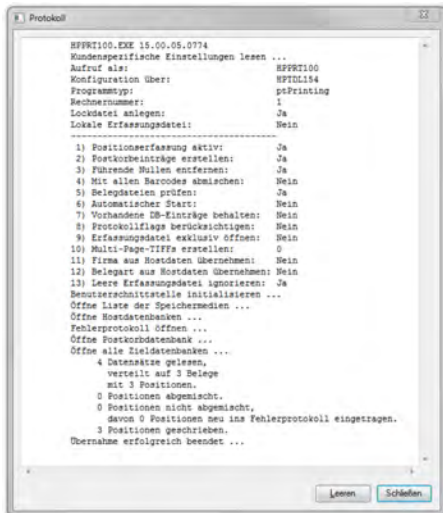 Protokoll
HPPRT100.EXE 15.00.05.0774
Kundenspezifische Einstellungen lesen ...
Aufruf als: HPPRT100
Konfiguration über: HPTDL154
Programmtyp: ptPrinting
Rechnernummer: 1
Lockdatei anlegen: Ja
Lokale Erfassungsdatei: Nein
----------------------------------------
1) Positionserfassung aktiv: Ja
2) Postkorbeinträge erstellen: Ja
3) Führende Nullen entfernen: Ja
4) Mit allen Barcodes abmischen: Nein
5) Belegdateien prüfen: Ja
6) Automatischer Start: Nein
7) Vorhandene DB-Einträge behalten: Nein
8) Protokollflags berücksichtigen: Nein
9) Erfassungsdatei exklusiv öffnen: Nein
10) Multi-Page-TIFFs erstellen: 0
11) Firma aus Hostdaten übernehmen: Nein
12) Belegart aus Hostdaten übernehmen: Nein
13) Leere Erfassungsdatei ignorieren: Ja
Benutzerschnittstelle initialisieren ...
Öffne Liste der Speichermedien ...
Öffne Hostdatenbanken ...
Fehlerprotokoll öffnen ...
Öffne Postkorbdatenbank ...
Öffne alle Zieldatenbanken ...
4 Datensätze gelesen,
verteilt auf 3 Belege
mit 3 Positionen.
0 Positionen abgemischt.
0 Positionen nicht abgemischt,
davon 0 Positionen neu ins Fehlerprotokoll eingetragen.
3 Positionen geschrieben.
Übernahme erfolgreich beendet ...
Leeren Schließen